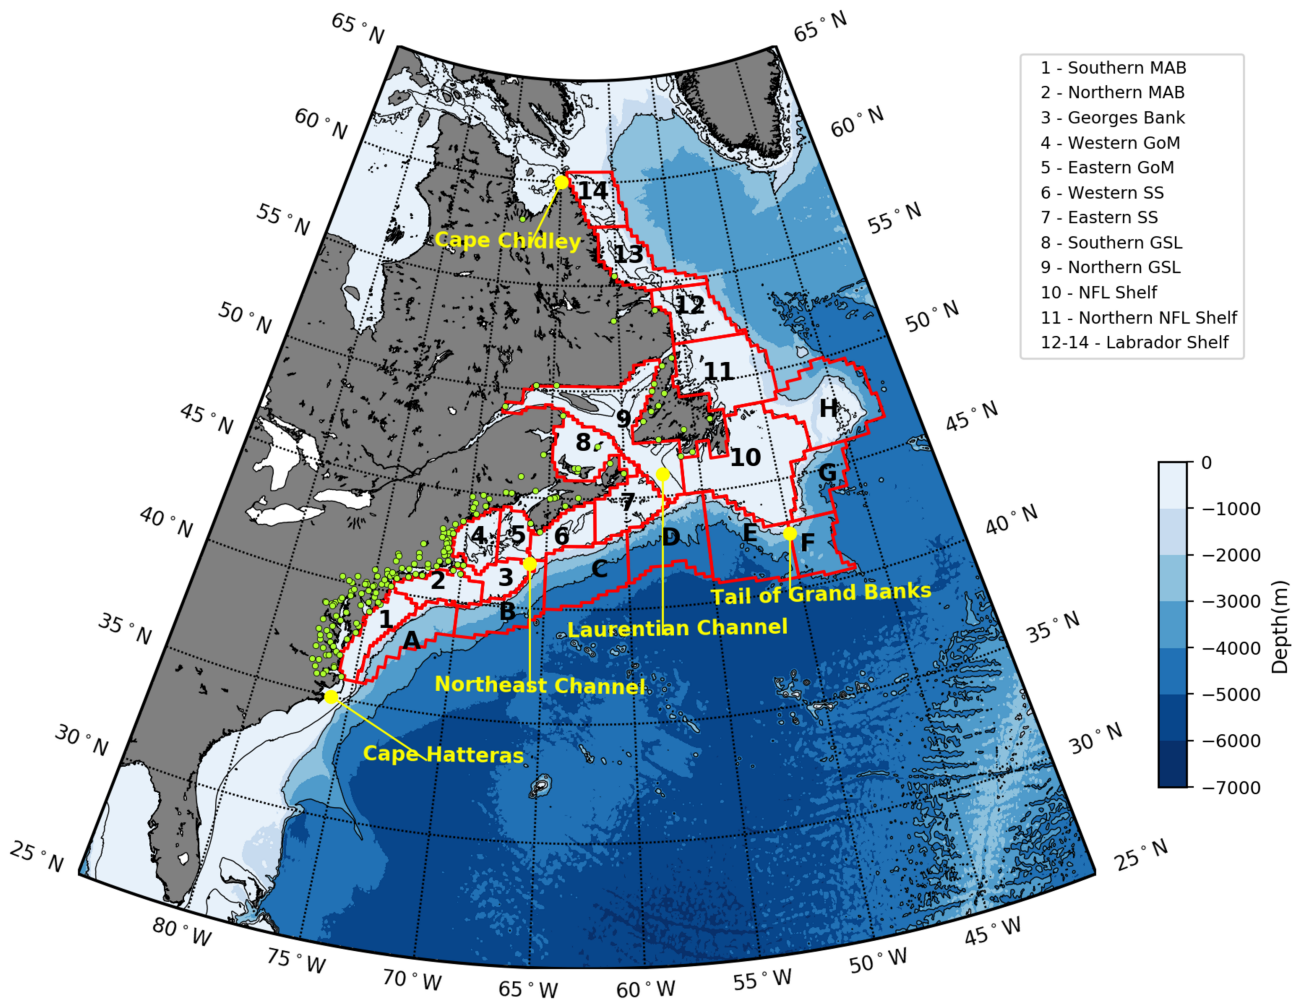 65°N
65°N
60°N
60°N
55°N
55°N
50°N
50°N
45°N
45°N
40°N
40°N
35°N
35°N
30°N
30°N
25°N
25°N
80°W
75°W
70°W
65°W
60°W
55°W
50°W
45°W
14
13
12
11
H
9
8
10
G
7
4
5
6
D
E
F
3
C
2
B
1
A
Cape Chidley
Tail of Grand Banks
Laurentian Channel
Northeast Channel
Cape Hatteras
1 - Southern MAB
2 - Northern MAB
3 - Georges Bank
4 - Western GoM
5 - Eastern GoM
6 - Western SS
7 - Eastern SS
8 - Southern GSL
9 - Northern GSL
10 - NFL Shelf
11 - Northern NFL Shelf
12-14 - Labrador Shelf
0
−1000
−2000
−3000
−4000
−5000
−6000
−7000
Depth(m)